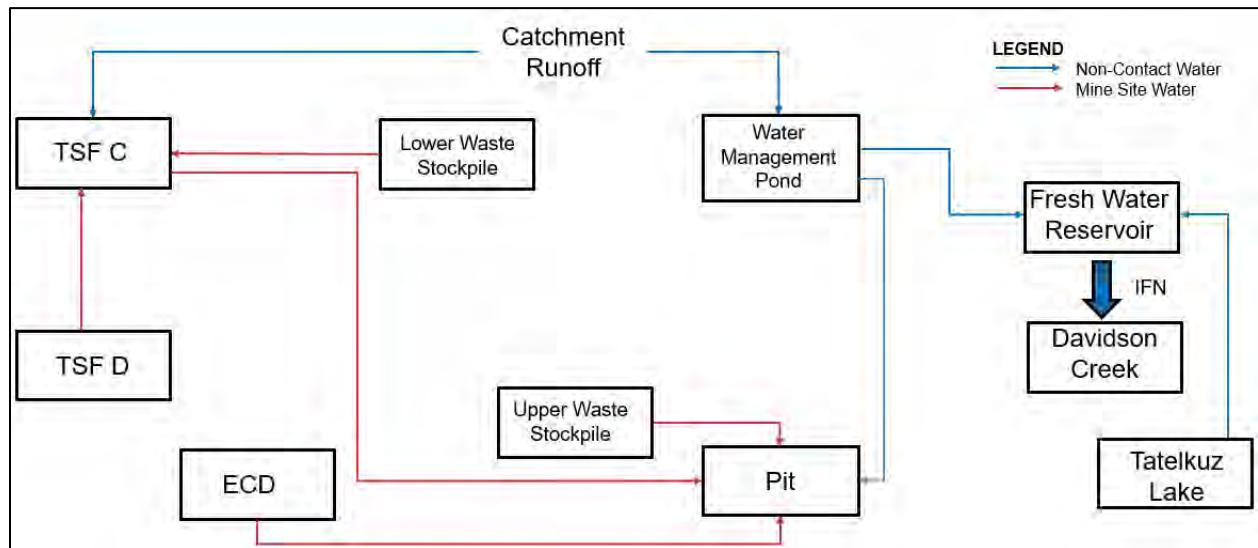 Catchment
Runoff
LEGEND
Non-Contact Water
Mine Site Water
TSF C
Lower Waste
Stockpile
Water
Management
Pond
Fresh Water
Reservoir
IFN
TSF D
Davidson
Creek
Upper Waste
Stockpile
ECD
Pit
Tatelkuz
Lake